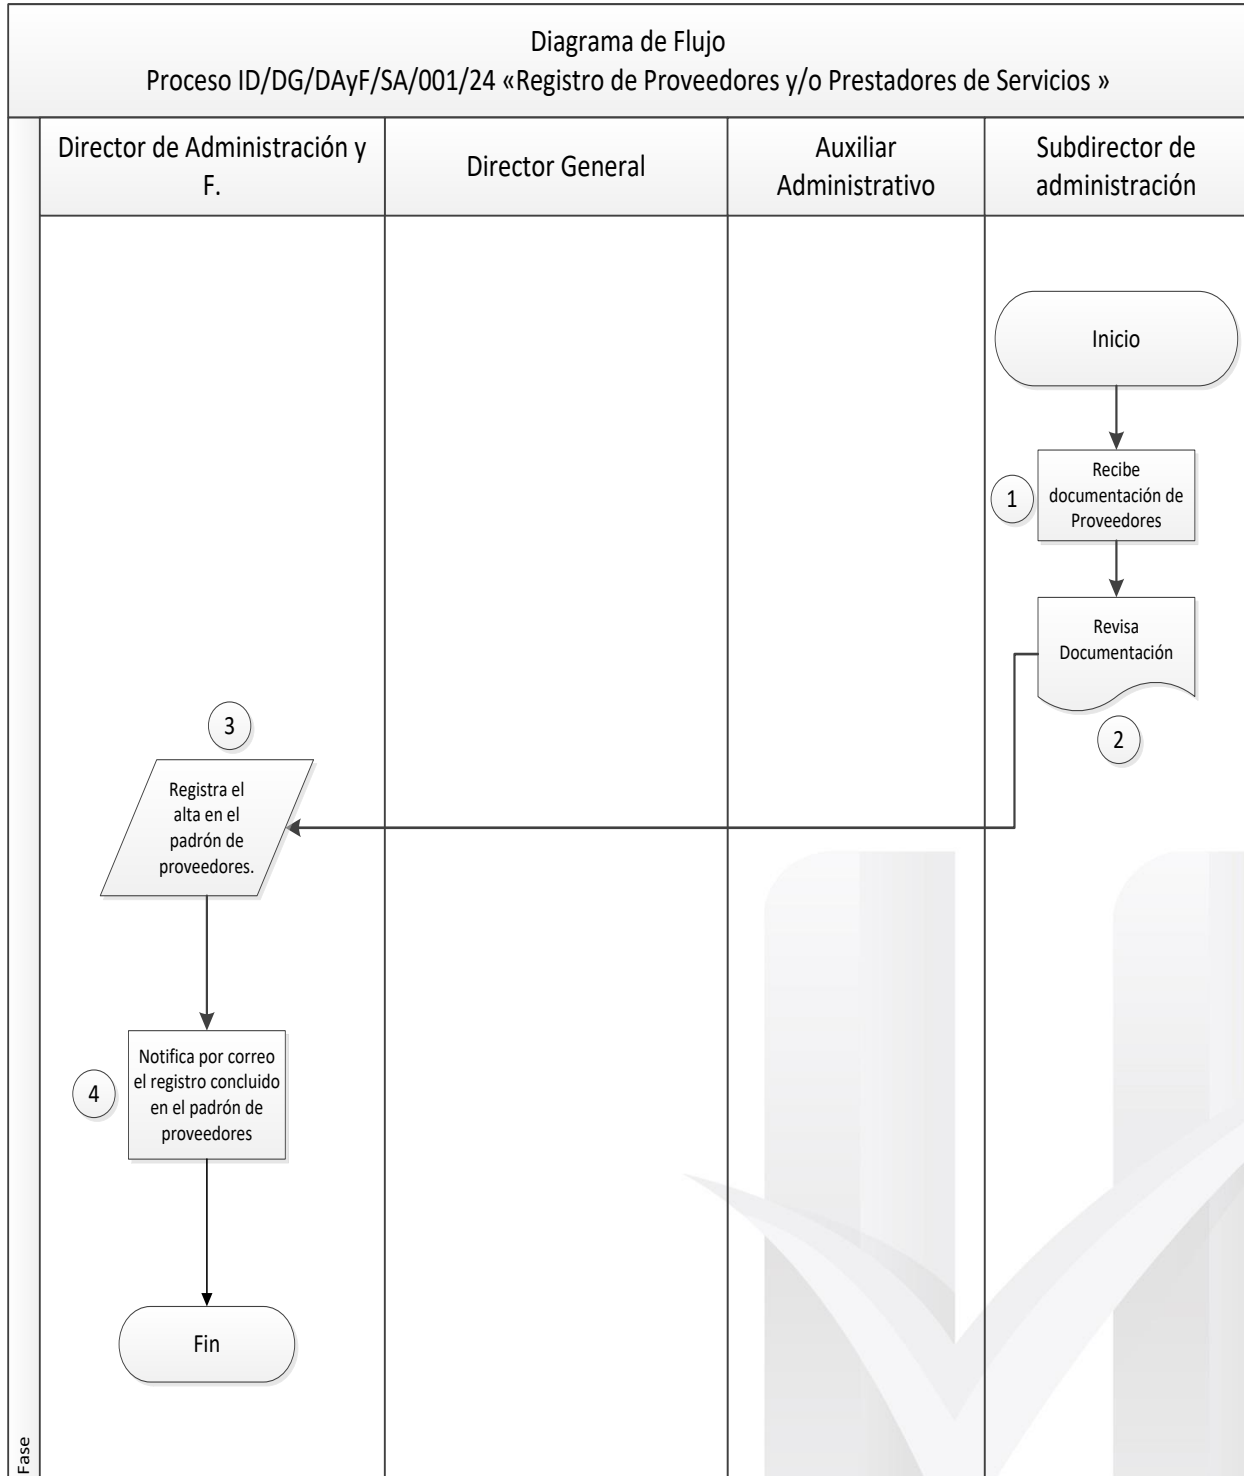 Diagrama de Flujo
Proceso ID/DG/DAyF/SA/001/24 «Registro de Proveedores y/o Prestadores de Servicios »
Director de Administración y
F.
Director General
Auxiliar
Administrativo
Subdirector de
administración
Inicio
1
Recibe
documentación de
Proveedores
Revisa
Documentación
2
3
Registra el
alta en el
padrón de
proveedores.
4
Notifica por correo
el registro concluido
en el padrón de
proveedores
Fin
Fase